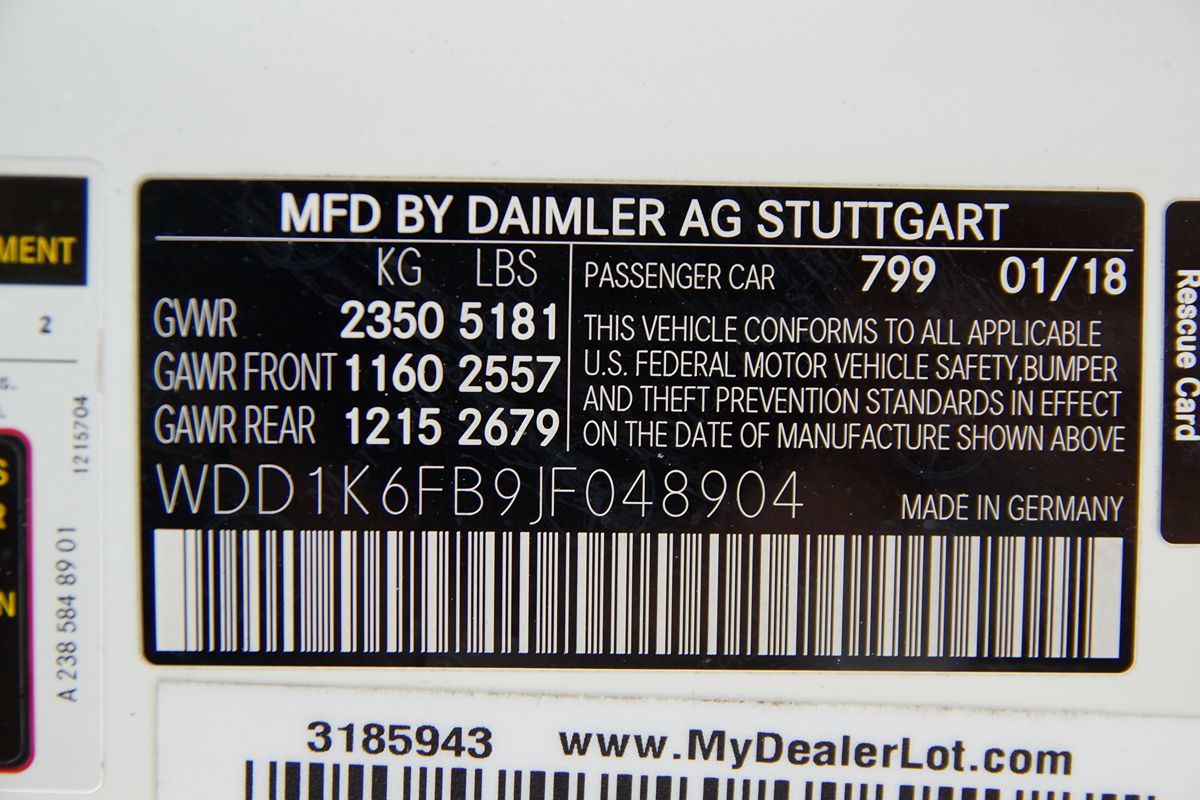 MFD BY DAIMLER AG STUTTGART
KG LBS
GVWR 2350 5181
GAWR FRONT 1160 2557
GAWR REAR 1215 2679
PASSENGER CAR 799 01/18
THIS VEHICLE CONFORMS TO ALL APPLICABLE
U.S. FEDERAL MOTOR VEHICLE SAFETY,BUMPER
AND THEFT PREVENTION STANDARDS IN EFFECT
ON THE DATE OF MANUFACTURE SHOWN ABOVE
WDD1K6FB9JF048904
MADE IN GERMANY
3185943 www.MyDealerLot.com
MENT
2
1215704
A 238 584 89 01
Rescue Card